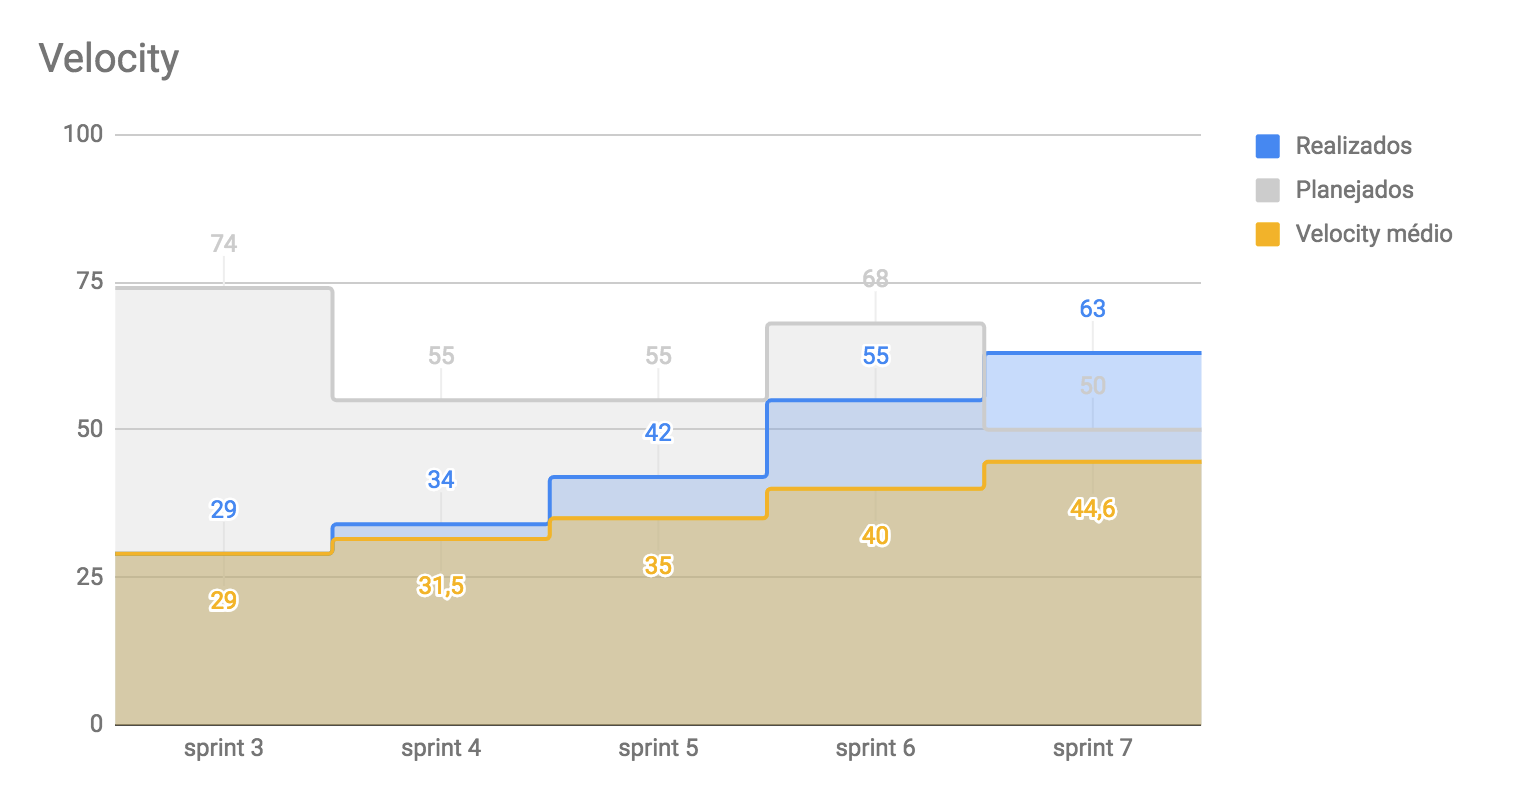 Velocity
100
75
50
25
0
74
55
55
68
50
29
34
42
55
63
29
31,5
35
40
44,6
sprint 3
sprint 4
sprint 5
sprint 6
sprint 7
Realizados
Planejados
Velocity médio